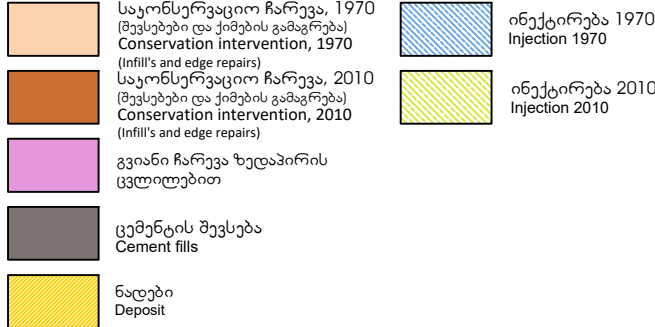 საკონსერვაციო ჩარევა, 1970
(შევსებები და ქიმების გამაგრება)
Conservation intervention, 1970
(Infill's and edge repairs)
საკონსერვაციო ჩარევა, 2010
(შევსებები და ქიმების გამაგრება)
Conservation intervention, 2010
(Infill's and edge repairs)
გვიანი ჩარევა ზედაპირის
ცვლილებით
ცემენტის შევსება
Cement fills
ნადები
Deposit
ინექტირება 1970
Injection 1970
ინექტირება 2010
Injection 2010